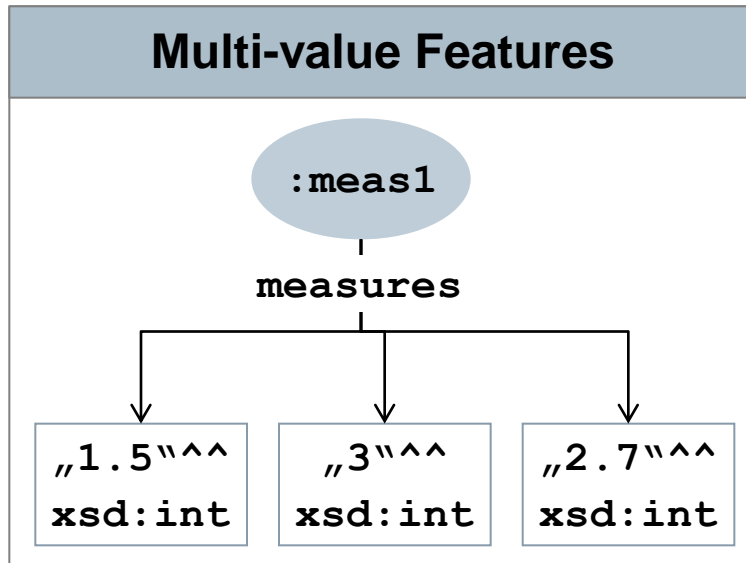 Multi-value Features
:meas1
measures
„1.5‟^^
xsd:int
„3‟^^
xsd:int
„2.7‟^^
xsd:int